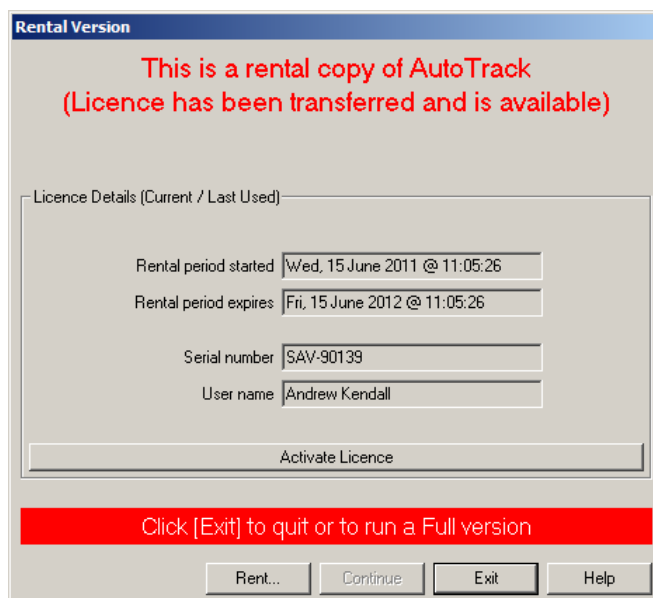 Rental Version
This is a rental copy of AutoTrack
(Licence has been transferred and is available)
Licence Details (Current / Last Used)
Rental period started Wed, 15 June 2011 @ 11:05:26
Rental period expires Fri, 15 June 2012 @ 11:05:26
Serial number SAV-90139
User name Andrew Kendall
Activate Licence
Click [Exit] to quit or to run a Full version
Rent... Continue Exit Help